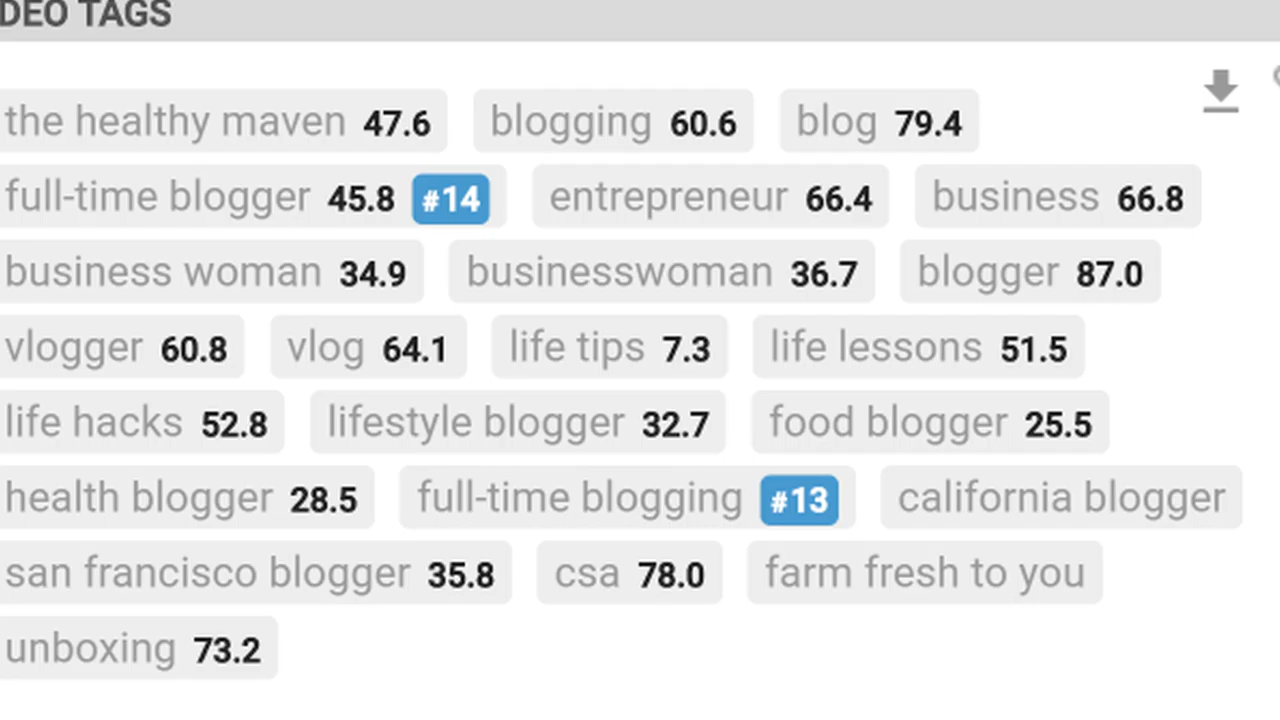 DEO TAGS
the healthy maven 47.6 blogging 60.6 blog 79.4
full-time blogger 45.8 #14 entrepreneur 66.4 business 66.8
business woman 34.9 businesswoman 36.7 blogger 87.0
vlogger 60.8 vlog 64.1 life tips 7.3 life lessons 51.5
life hacks 52.8 lifestyle blogger 32.7 food blogger 25.5
health blogger 28.5 full-time blogging #13 california blogger
san francisco blogger 35.8 csa 78.0 farm fresh to you
unboxing 73.2